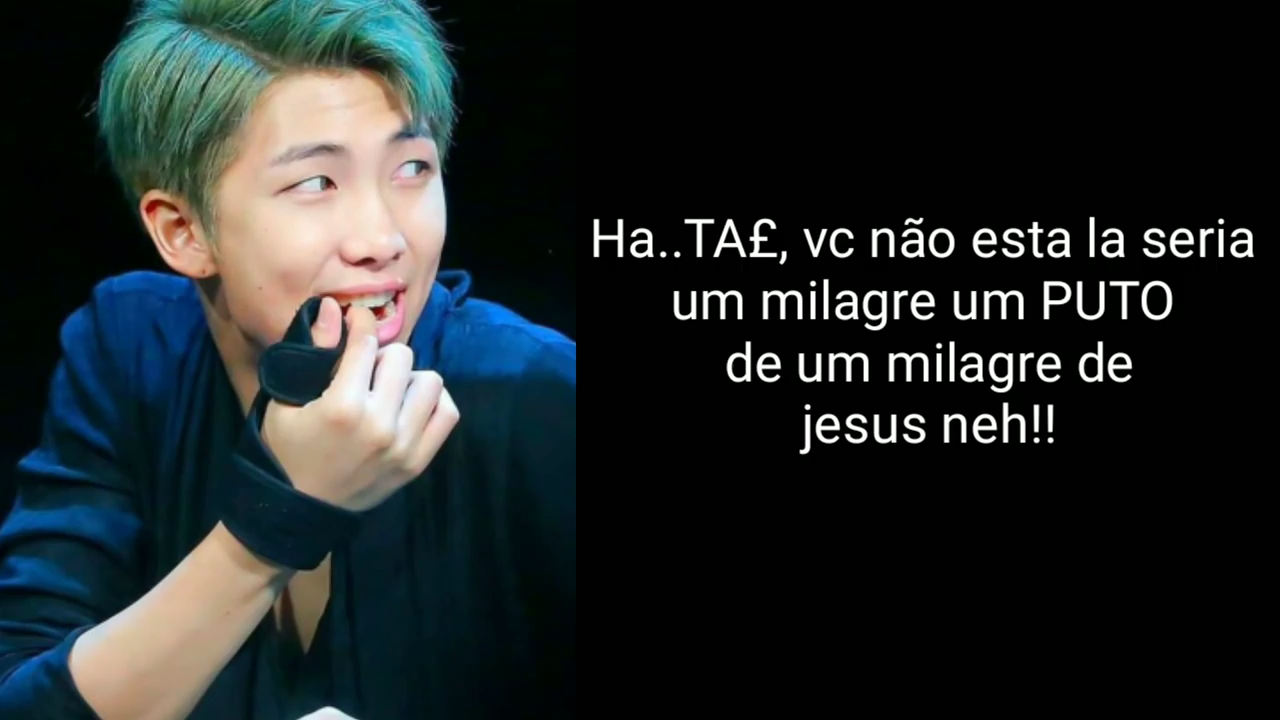 Ha..TA£, vc não esta la seria
um milagre um PUTO
de um milagre de
jesus neh!!